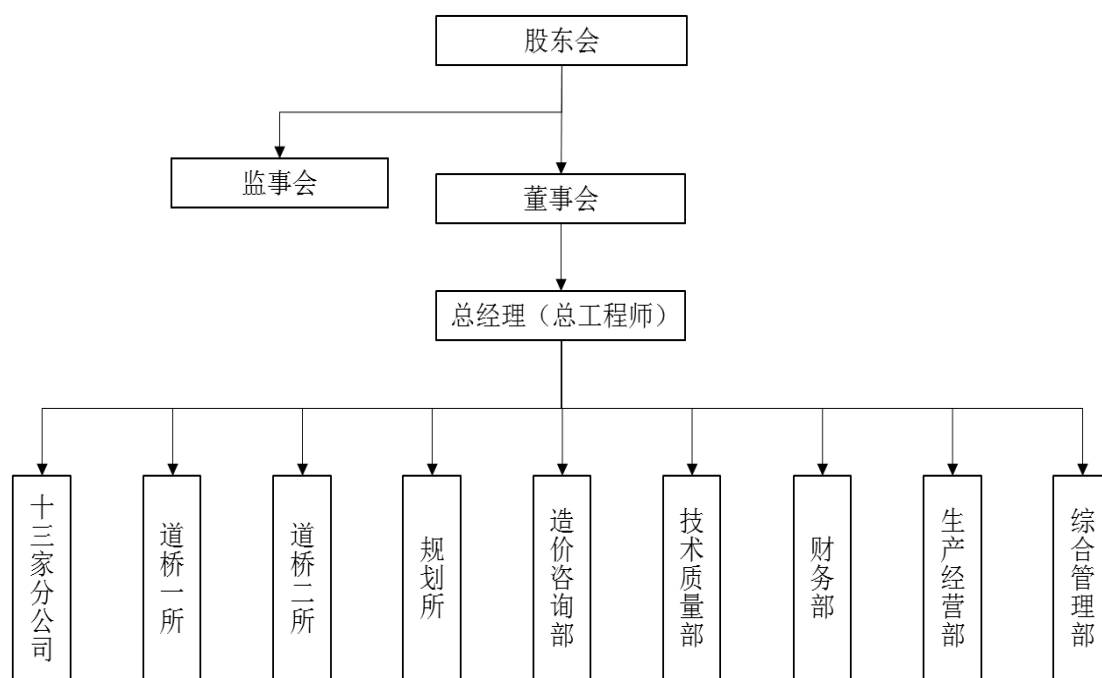 股东会
监事会
董事会
总经理（总工程师）
十三家分公司
道桥一所
道桥二所
规划所
造价咨询部
技术质量部
财务部
生产经营部
综合管理部